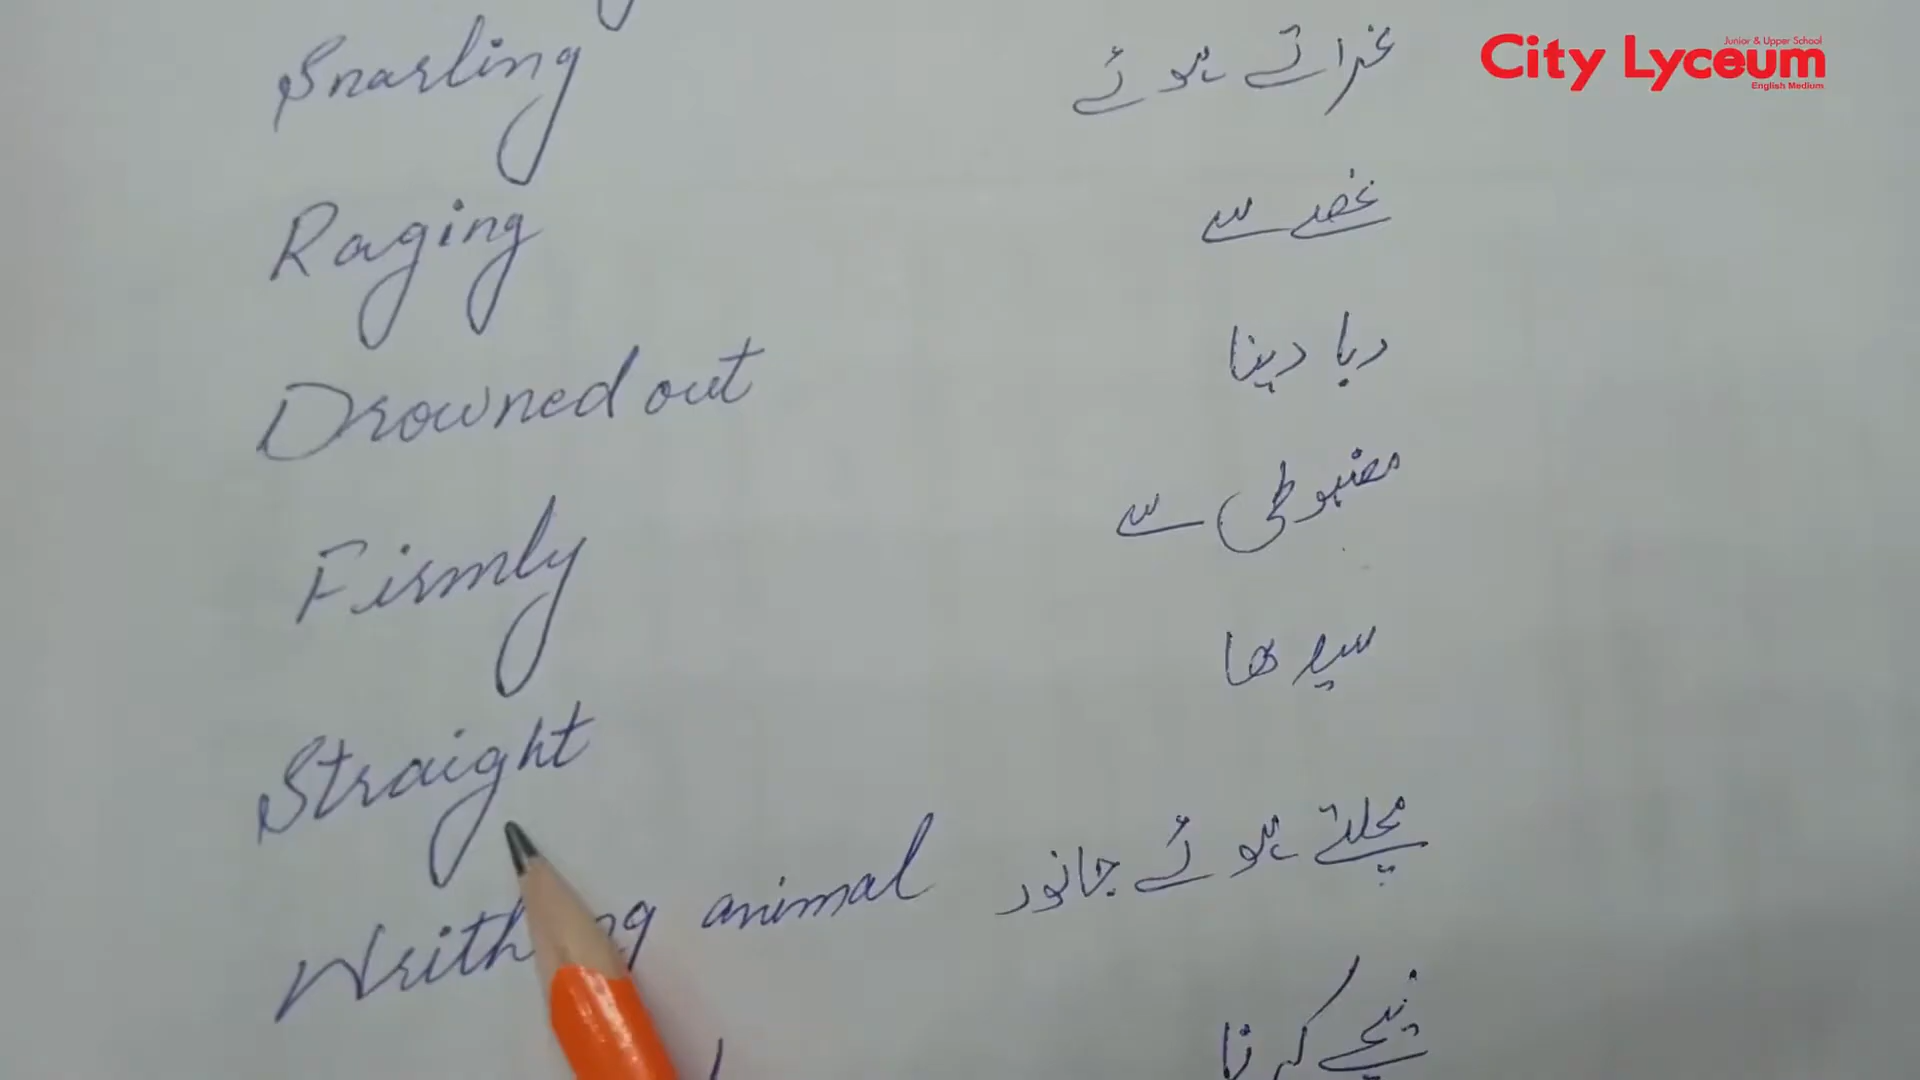 City Lyceum
Junior & Upper School
English Medium
Snarling غراتے ہوئے
Raging غصے سے
Drowned out دبا دینا
Firmly مضبوطی سے
Straight سیدھا
Writhing animal مچلتے ہوئے جانور
نیچے کرنا